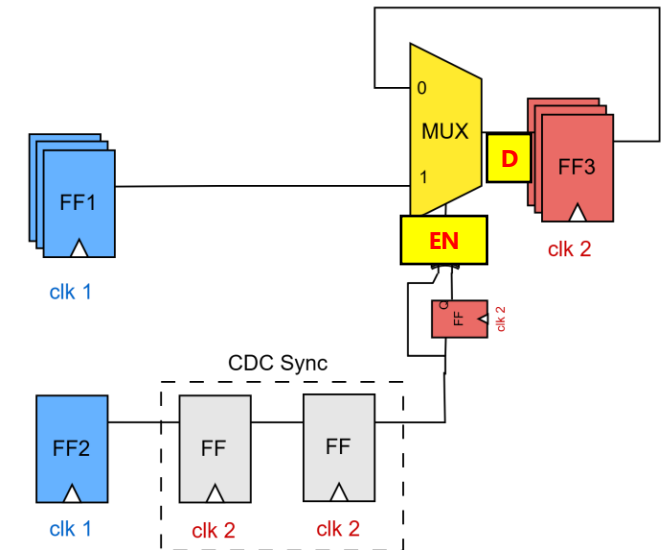 0
MUX
D
FF3
1
FF1
EN
clk 2
clk 1
Q
FF
clk 2
CDC Sync
FF2
FF
FF
clk 1
clk 2
clk 2